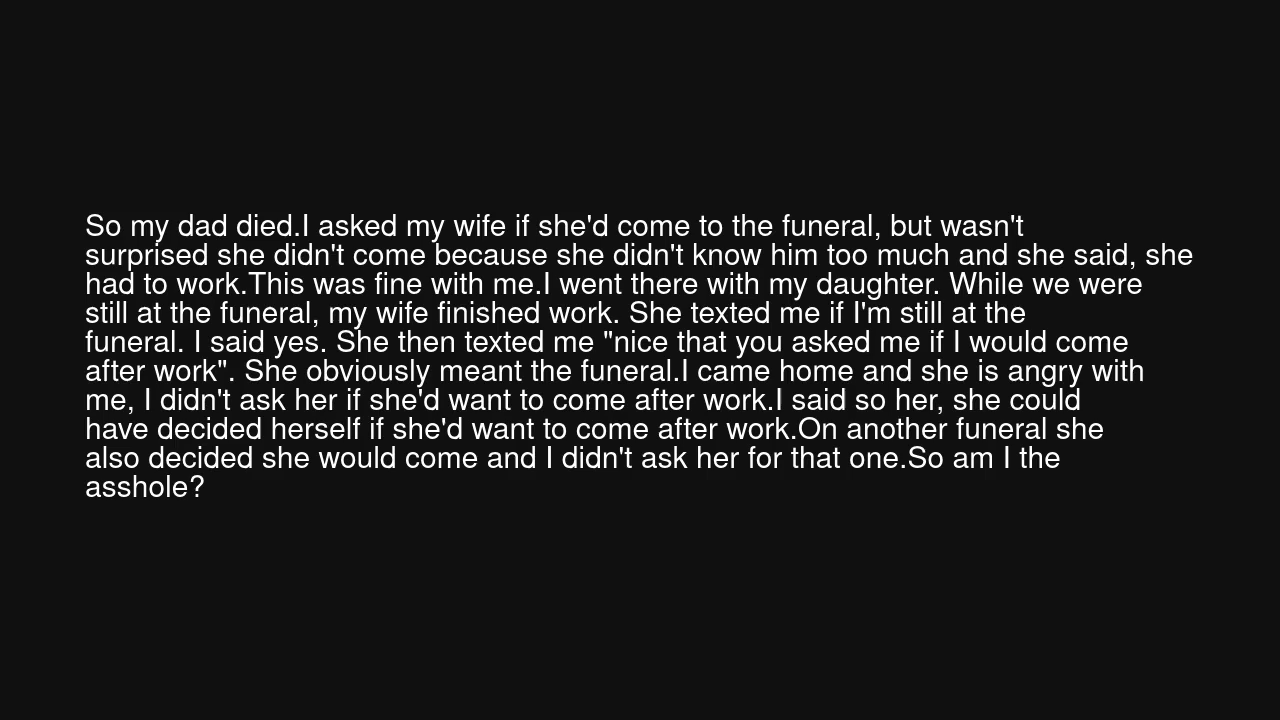 So my dad died.I asked my wife if she'd come to the funeral, but wasn't
surprised she didn't come because she didn't know him too much and she said, she
had to work.This was fine with me.I went there with my daughter. While we were
still at the funeral, my wife finished work. She texted me if I'm still at the
funeral. I said yes. She then texted me "nice that you asked me if I would come
after work". She obviously meant the funeral.I came home and she is angry with
me, I didn't ask her if she'd want to come after work.I said so her, she could
have decided herself if she'd want to come after work.On another funeral she
also decided she would come and I didn't ask her for that one.So am I the
asshole?